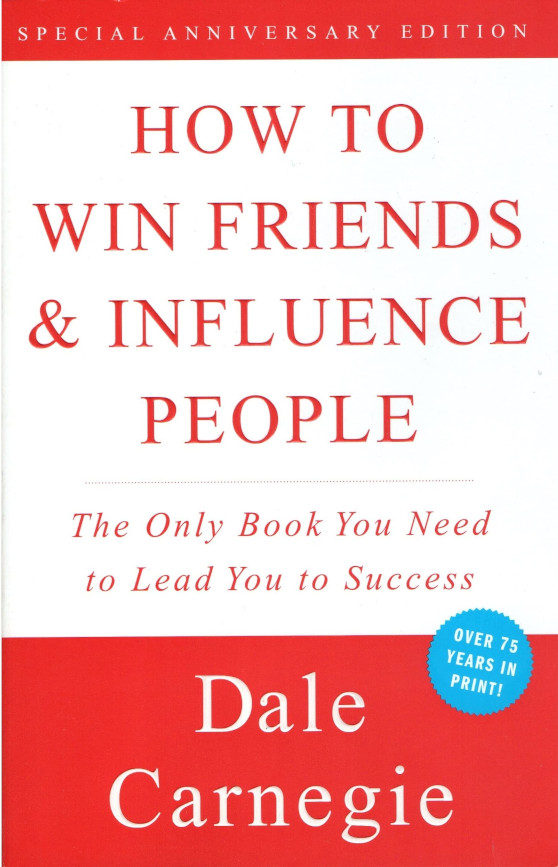 SPECIAL ANNIVERSARY EDITION
HOW TO
WIN FRIENDS
& INFLUENCE
PEOPLE
The Only Book You Need
to Lead You to Success
OVER 75
YEARS IN
PRINT!
Dale
Carnegie